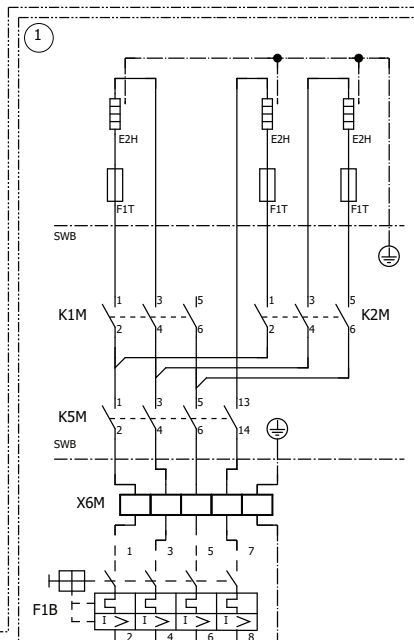 1
E2H E2H E2H
F1T F1T F1T
SWB
1 3 5 1 3 5
K1M K2M
2 4 6 2 4 6
1 3 5 13
K5M
2 4 6 14
SWB
X6M
1 3 5 7
F1B
I > I > I > I >
2 4 6 8